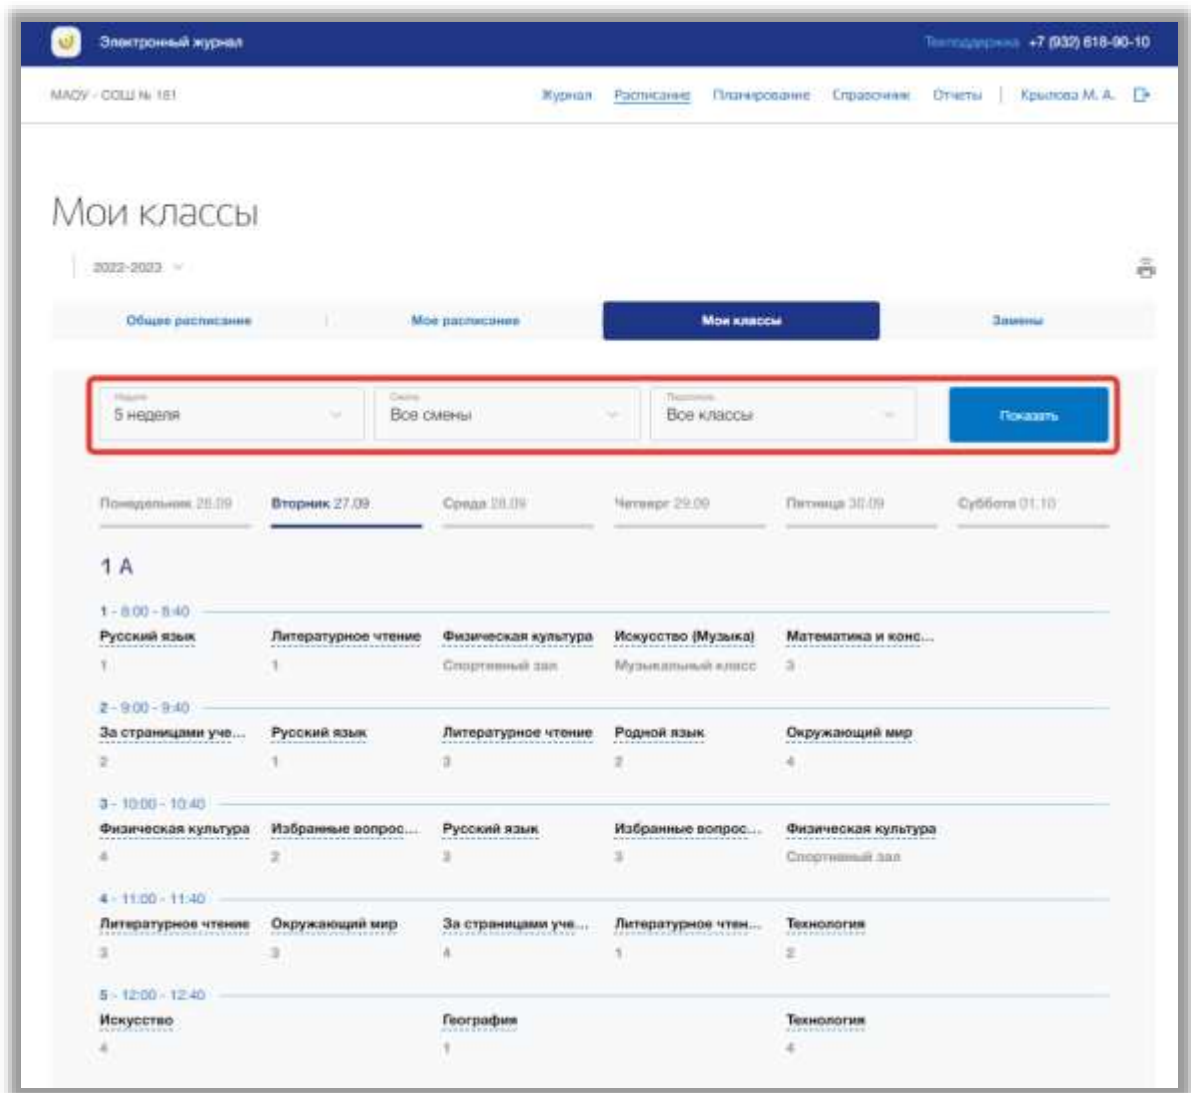 Электронный журнал Техподдержка +7 (932) 618-90-10
МАОУ - СОШ № 181 Журнал Расписание Планирование Справочник Отчеты Крылова М. А.
Мои классы
2022-2023
Общее расписание Мое расписание Мои классы Замены
Неделя Смена
5 неделя Все смены Все классы Показать
Понедельник 26.09 Вторник 27.09 Среда 28.09 Четверг 29.09 Пятница 30.09 Суббота 01.10
1 А
1 - 8:00 - 8:40
Русский язык Литературное чтение Физическая культура Искусство (Музыка) Математика и конс...
1 1 Спортивный зал Музыкальный класс 3
2 - 9:00 - 9:40
За страницами уче... Русский язык Литературное чтение Родной язык Окружающий мир
2 1 3 2 4
3 - 10:00 - 10:40
Физическая культура Избранные вопрос... Русский язык Избранные вопрос... Физическая культура
4 2 3 3 Спортивный зал
4 - 11:00 - 11:40
Литературное чтение Окружающий мир За страницами уче... Литературное чтен... Технология
3 3 4 1 2
5 - 12:00 - 12:40
Искусство География Технология
4 1 4